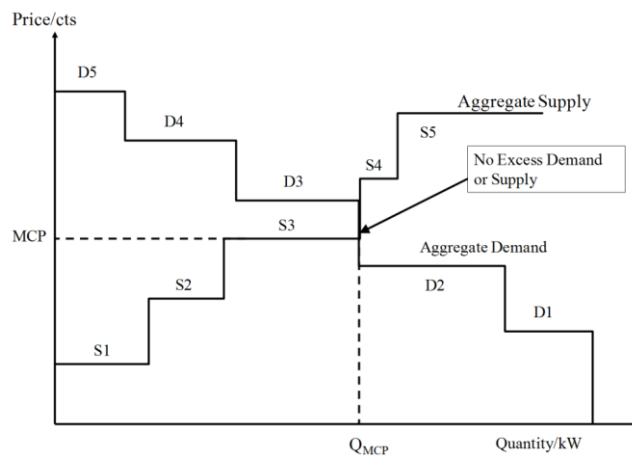 Price/cts
D5
Aggregate Supply
D4
S5
S4
No Excess Demand
or Supply
D3
S3
MCP
Aggregate Demand
S2
D2
D1
S1
QMCP
Quantity/kW